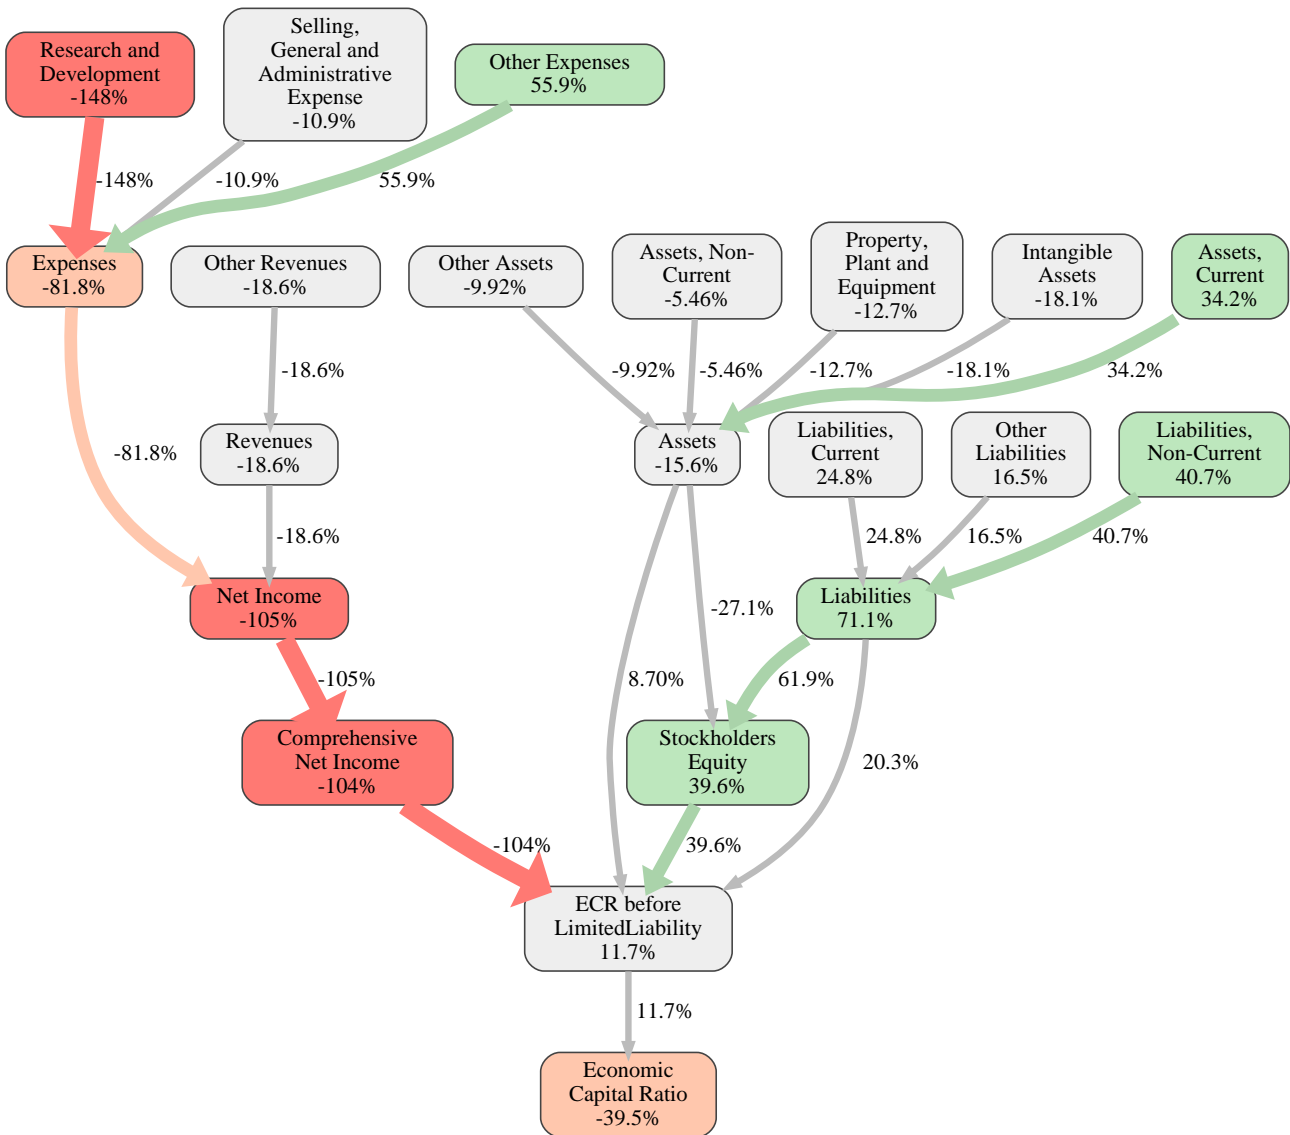 Research and
Development
-148%
Selling,
General and
Administrative
Expense
-10.9%
Other Expenses
55.9%
-148%
-10.9%
55.9%
Expenses
-81.8%
Other Revenues
-18.6%
Other Assets
-9.92%
Assets, Non-
Current
-5.46%
Property,
Plant and
Equipment
-12.7%
Intangible
Assets
-18.1%
Assets,
Current
34.2%
-18.6%
-9.92%
-5.46%
-12.7%
-18.1%
34.2%
-81.8%
Revenues
-18.6%
Assets
-15.6%
Liabilities,
Current
24.8%
Other
Liabilities
16.5%
Liabilities,
Non-Current
40.7%
-18.6%
24.8%
16.5%
40.7%
Net Income
-105%
-27.1%
Liabilities
71.1%
-105%
8.70%
61.9%
Comprehensive
Net Income
-104%
Stockholders
Equity
39.6%
20.3%
-104%
39.6%
ECR before
LimitedLiability
11.7%
11.7%
Economic
Capital Ratio
-39.5%